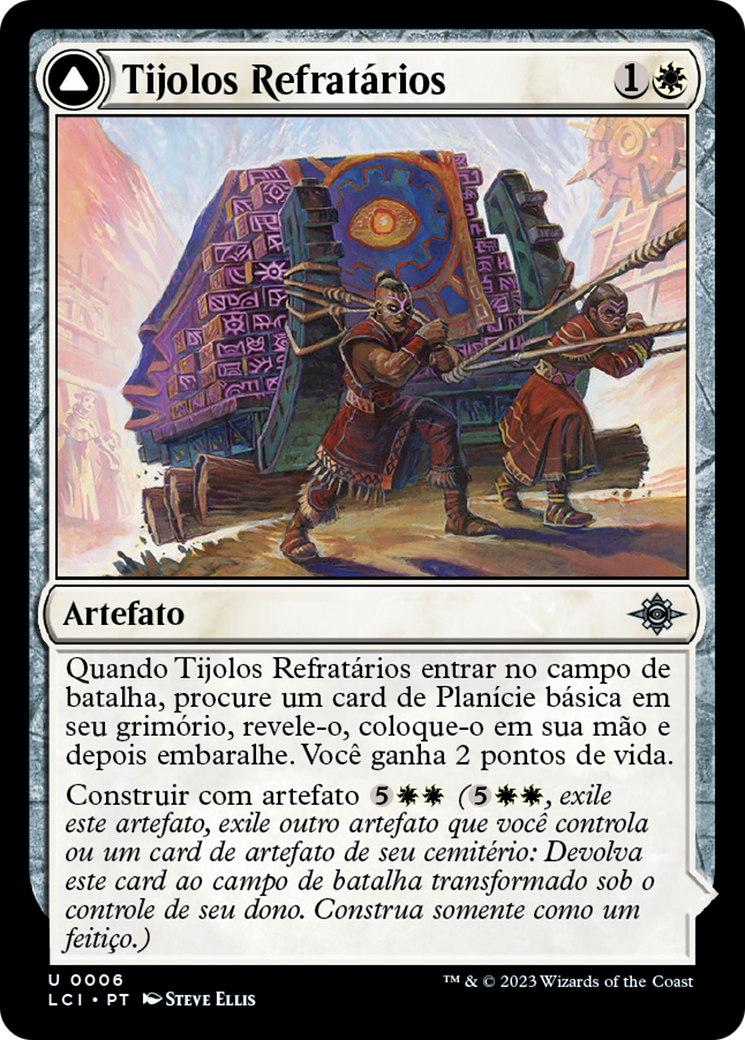 Tijolos Refratários 1
Artefato
Quando Tijolos Refratários entrar no campo de
batalha, procure um card de Planície básica em
seu grimório, revele-o, coloque-o em sua mão e
depois embaralhe. Você ganha 2 pontos de vida.
Construir com artefato 5 (5, exile
este artefato, exile outro artefato que você controla
ou um card de artefato de seu cemitério: Devolva
este card ao campo de batalha transformado sob o
controle de seu dono. Construa somente como um
feitiço.)
U 0006
LCI • PT Steve Ellis
™ & © 2023 Wizards of the Coast